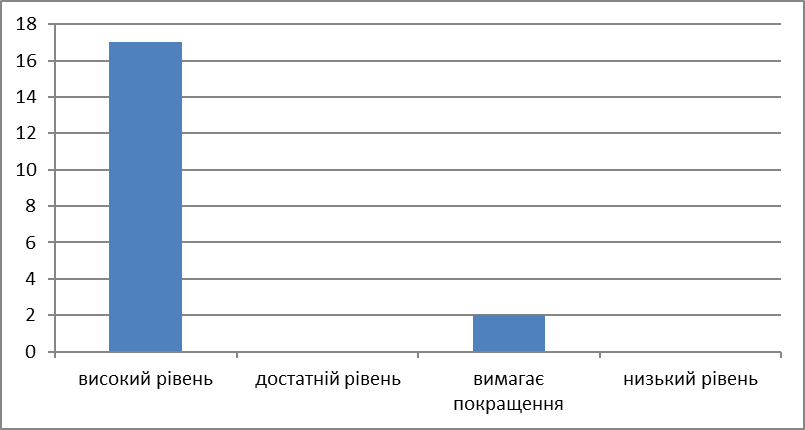 18
16
14
12
10
8
6
4
2
0
високий рівень
достатній рівень
вимагає
покращення
низький рівень